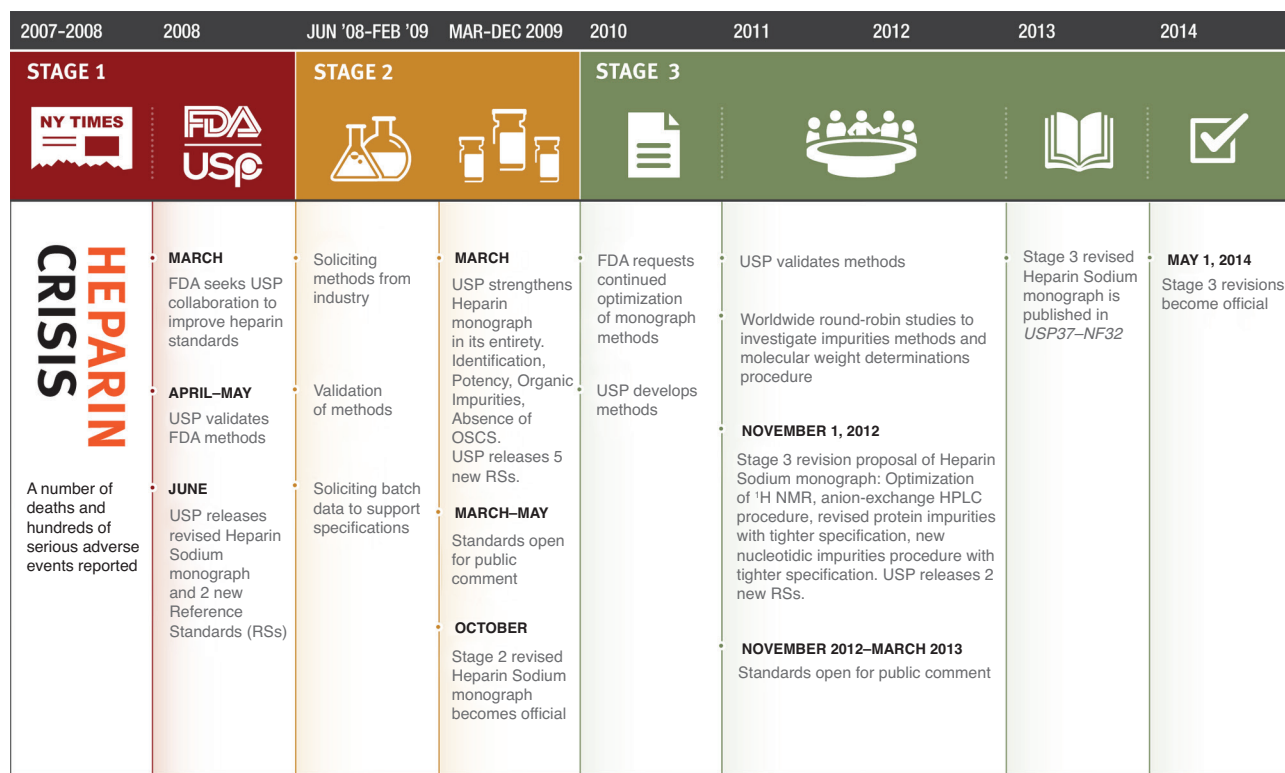 2007-2008
2008
JUN '08-FEB '09
MAR-DEC 2009
2010
2011
2012
2013
2014
STAGE 1
STAGE 2
STAGE 3
NY TIMES
FDA
USP
HEPARIN
CRISIS
A number of
deaths and
hundreds of
serious adverse
events reported
MARCH
FDA seeks USP
collaboration to
improve heparin
standards
APRIL–MAY
USP validates
FDA methods
JUNE
USP releases
revised Heparin
Sodium
monograph
and 2 new
Reference
Standards (RSs)
Soliciting
methods from
industry
Validation
of methods
Soliciting batch
data to support
specifications
MARCH
USP strengthens
Heparin
monograph
in its entirety.
Identification,
Potency, Organic
Impurities,
Absence of
OSCS.
USP releases 5
new RSs.
MARCH–MAY
Standards open
for public
comment
OCTOBER
Stage 2 revised
Heparin Sodium
monograph
becomes official
FDA requests
continued
optimization
of monograph
methods
USP develops
methods
USP validates methods
Worldwide round-robin studies to
investigate impurities methods and
molecular weight determinations
procedure
NOVEMBER 1, 2012
Stage 3 revision proposal of Heparin
Sodium monograph: Optimization
of ¹H NMR, anion-exchange HPLC
procedure, revised protein impurities
with tighter specification, new
nucleotidic impurities procedure with
tighter specification. USP releases 2
new RSs.
NOVEMBER 2012–MARCH 2013
Standards open for public comment
Stage 3 revised
Heparin Sodium
monograph is
published in
USP37–NF32
MAY 1, 2014
Stage 3 revisions
become official